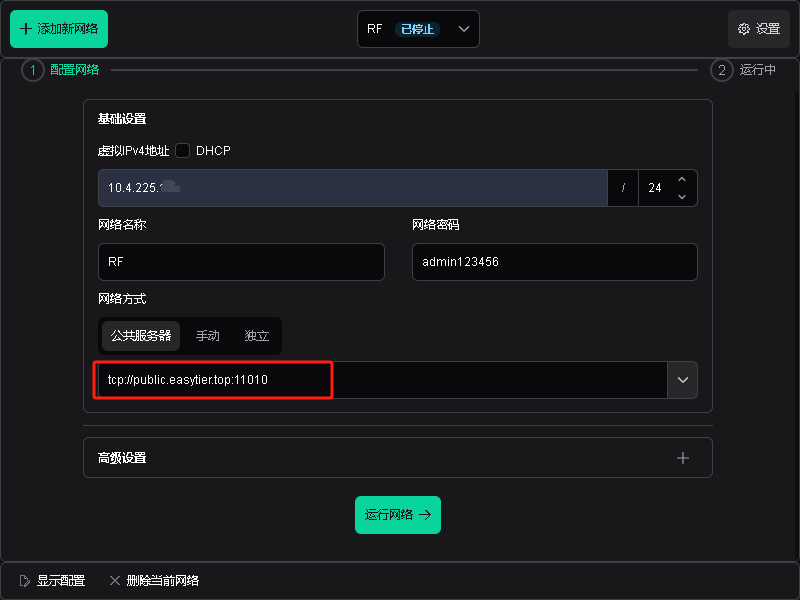 添加新网络 RF 已停止 设置
1 配置网络 2 运行中
基础设置
虚拟IPv4地址 DHCP
10.4.225. / 24
网络名称 网络密码
RF admin123456
网络方式
公共服务器 手动 独立
tcp://public.easytier.top:11010
高级设置
运行网络
显示配置 删除当前网络